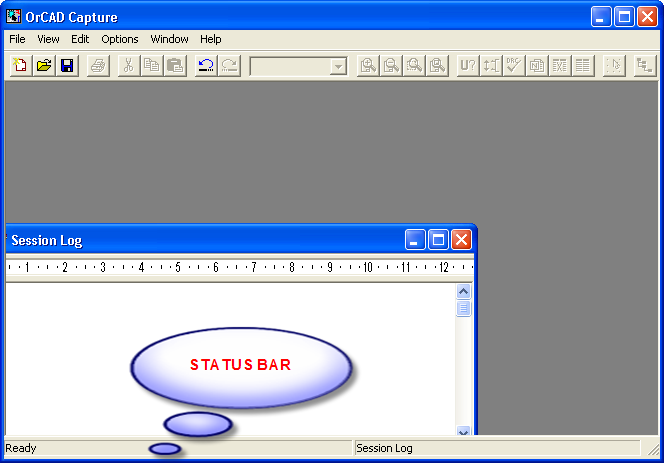 OrCAD Capture
File View Edit Options Window Help
U? DRC
Session Log
1 2 3 4 5 6 7 8 9 10 11 12
STATUS BAR
Ready Session Log